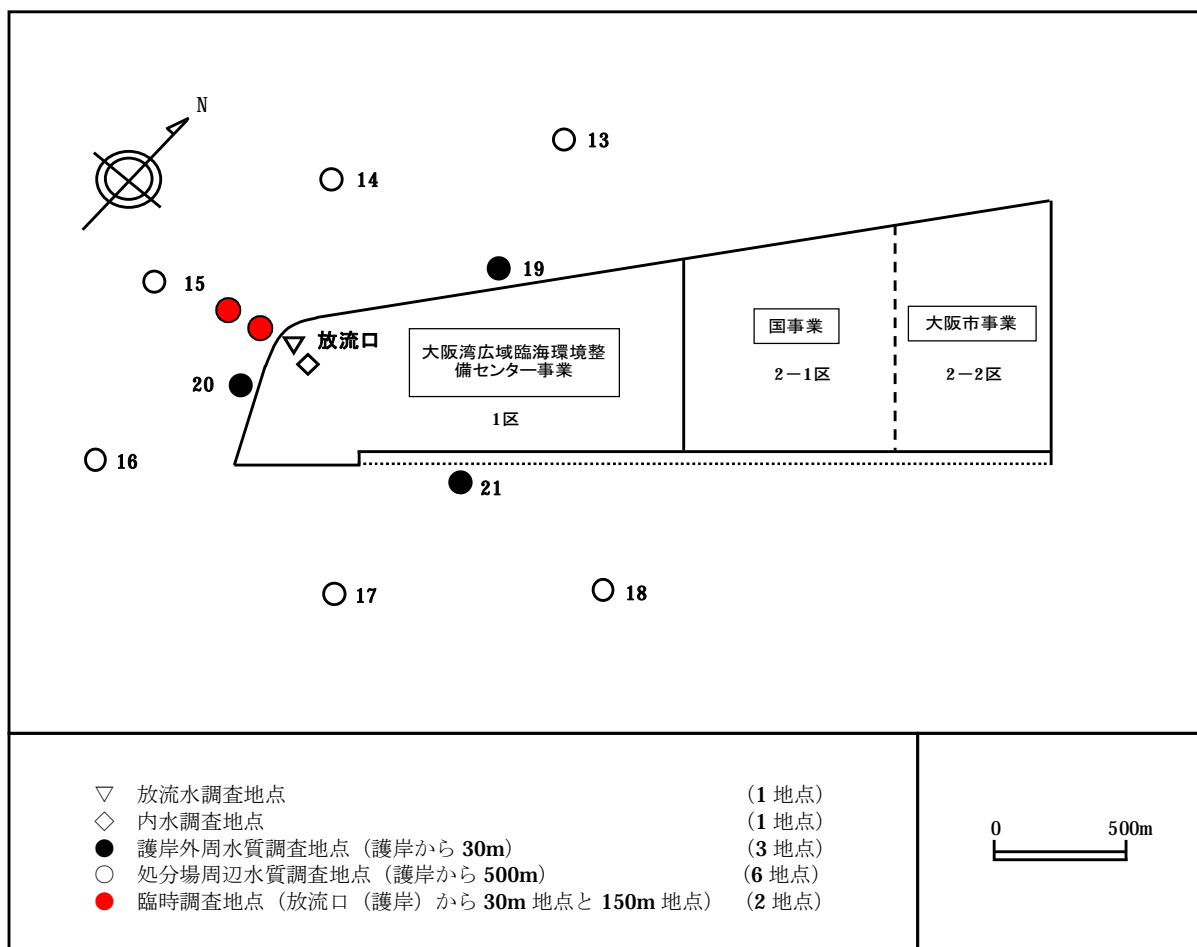 N
13
14
15
19
放流口
国事業
大阪市事業
大阪湾広域臨海環境整
備センター事業
2－1区
2－2区
20
1区
16
21
17
18
▽ 放流水調査地点 （1 地点）
◇ 内水調査地点 （1 地点）
● 護岸外周水質調査地点（護岸から 30m） （3 地点）
○ 処分場周辺水質調査地点（護岸から 500m） （6 地点）
● 臨時調査地点（放流口（護岸）から 30m 地点と 150m 地点） （2 地点）
0 500m